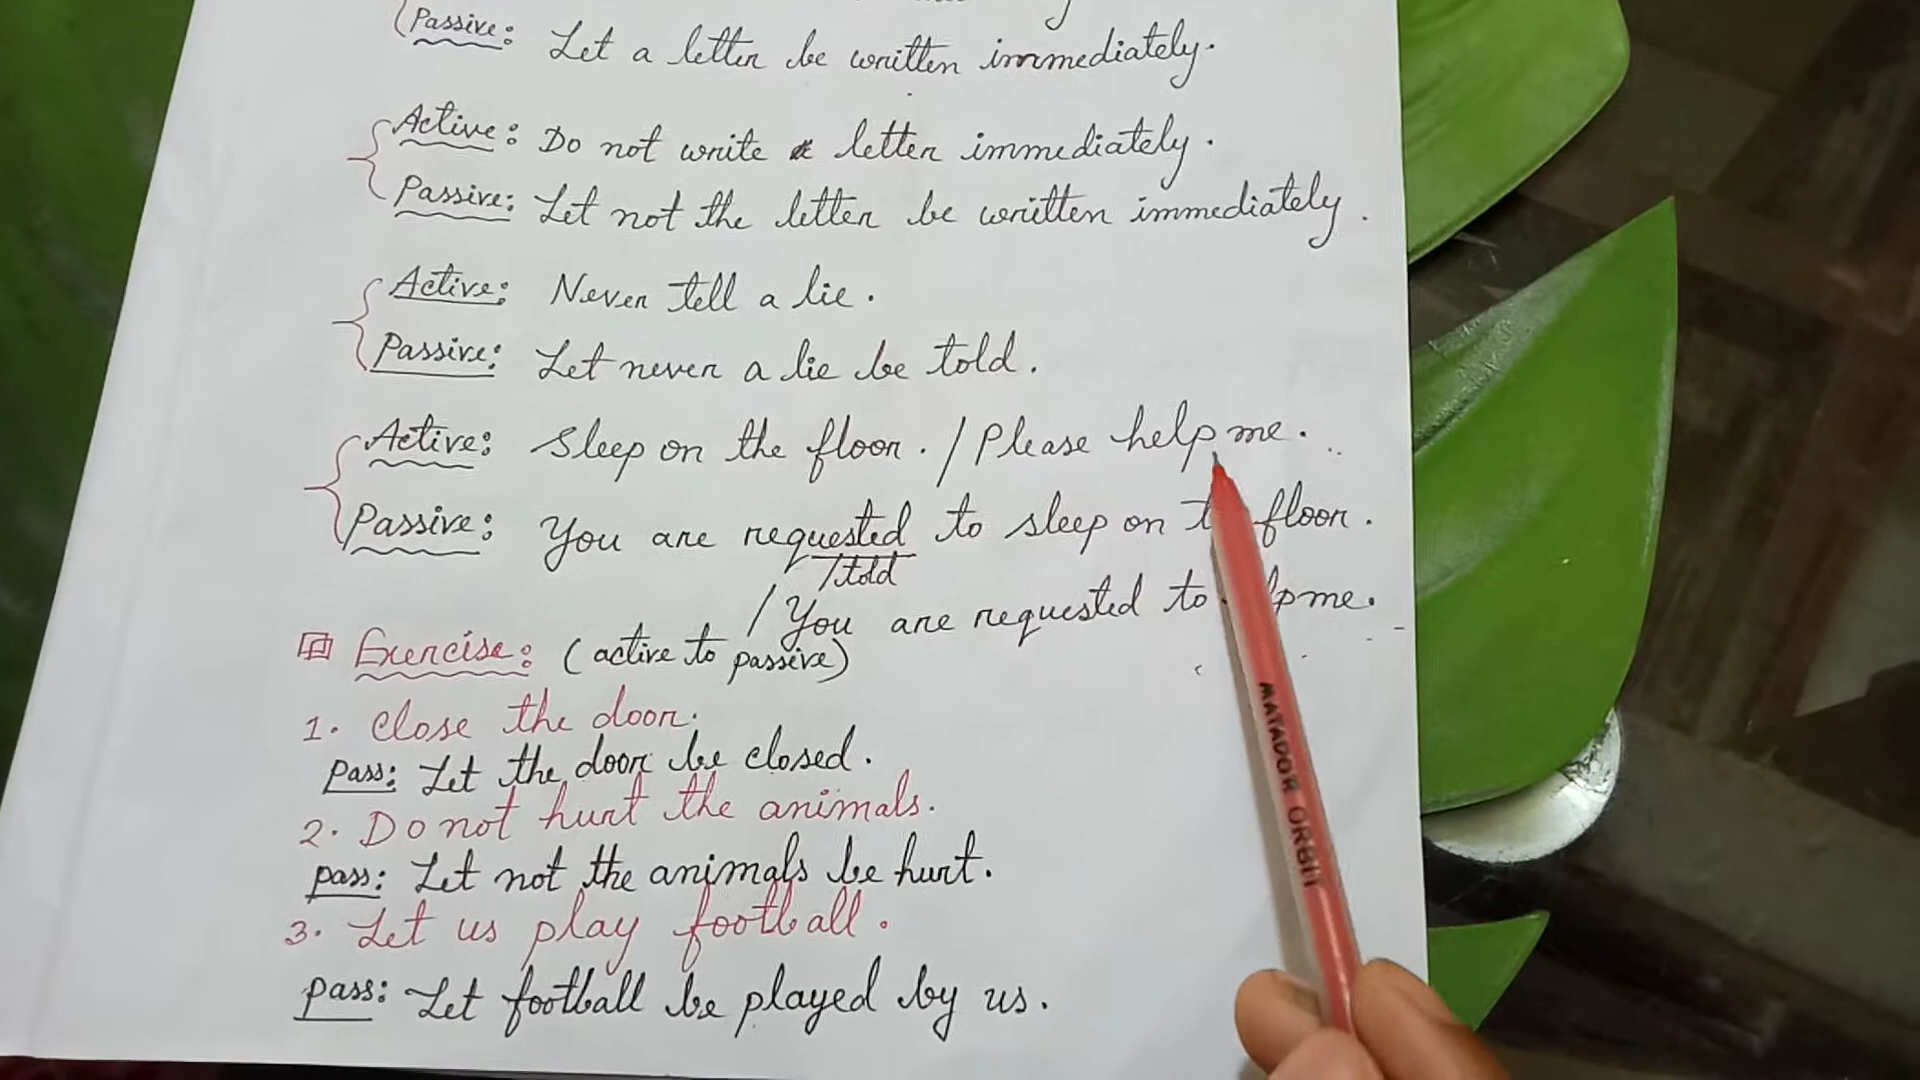 Passive: Let a letter be written immediately.
Active: Do not write letter immediately.
Passive: Let not the letter be written immediately.
Active: Never tell a lie.
Passive: Let never a lie be told.
Active: Sleep on the floor. / Please help me.
Passive: You are requested to sleep on floor.
/told
/ You are requested to me.
Exercise: (active to passive)
1. Close the door.
Pass: Let the door be closed.
2. Do not hurt the animals.
pass: Let not the animals be hurt.
3. Let us play football.
pass: Let football be played by us.
MATADOR ORBIT